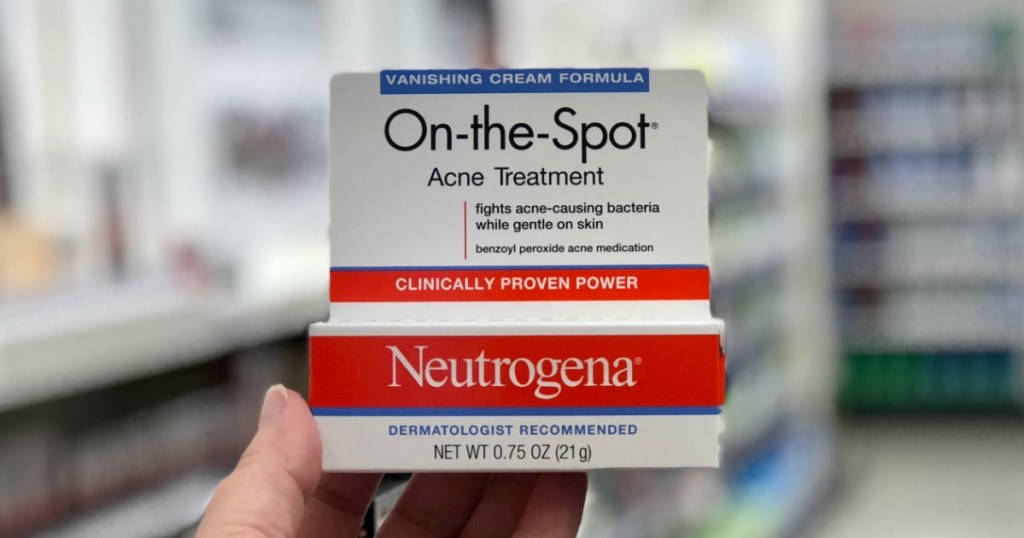 VANISHING CREAM FORMULA
On-the-Spot®
Acne Treatment
fights acne-causing bacteria
while gentle on skin
benzoyl peroxide acne medication
CLINICALLY PROVEN POWER
Neutrogena®
DERMATOLOGIST RECOMMENDED
NET WT 0.75 OZ (21g)